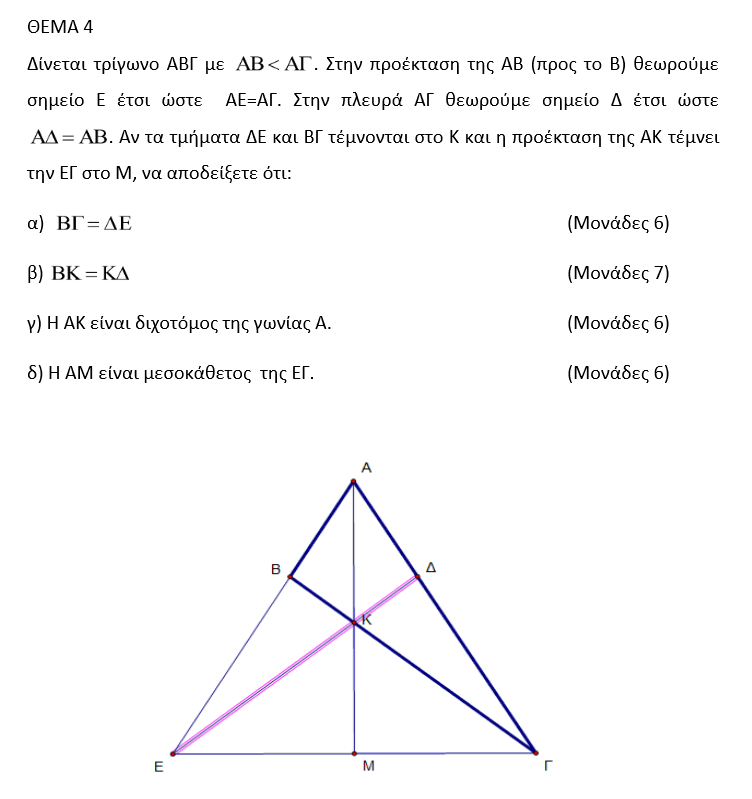 ΘΕΜΑ 4
Δίνεται τρίγωνο ΑΒΓ με ΑΒ < ΑΓ. Στην προέκταση της ΑΒ (προς το Β) θεωρούμε
σημείο Ε έτσι ώστε ΑΕ=ΑΓ. Στην πλευρά ΑΓ θεωρούμε σημείο Δ έτσι ώστε
ΑΔ = ΑΒ. Αν τα τμήματα ΔΕ και ΒΓ τέμνονται στο Κ και η προέκταση της ΑΚ τέμνει
την ΕΓ στο Μ, να αποδείξετε ότι:
α) ΒΓ = ΔΕ (Μονάδες 6)
β) ΒΚ = ΚΔ (Μονάδες 7)
γ) Η ΑΚ είναι διχοτόμος της γωνίας Α. (Μονάδες 6)
δ) Η ΑΜ είναι μεσοκάθετος της ΕΓ. (Μονάδες 6)
Α
Β Δ
Κ
Ε Μ Γ